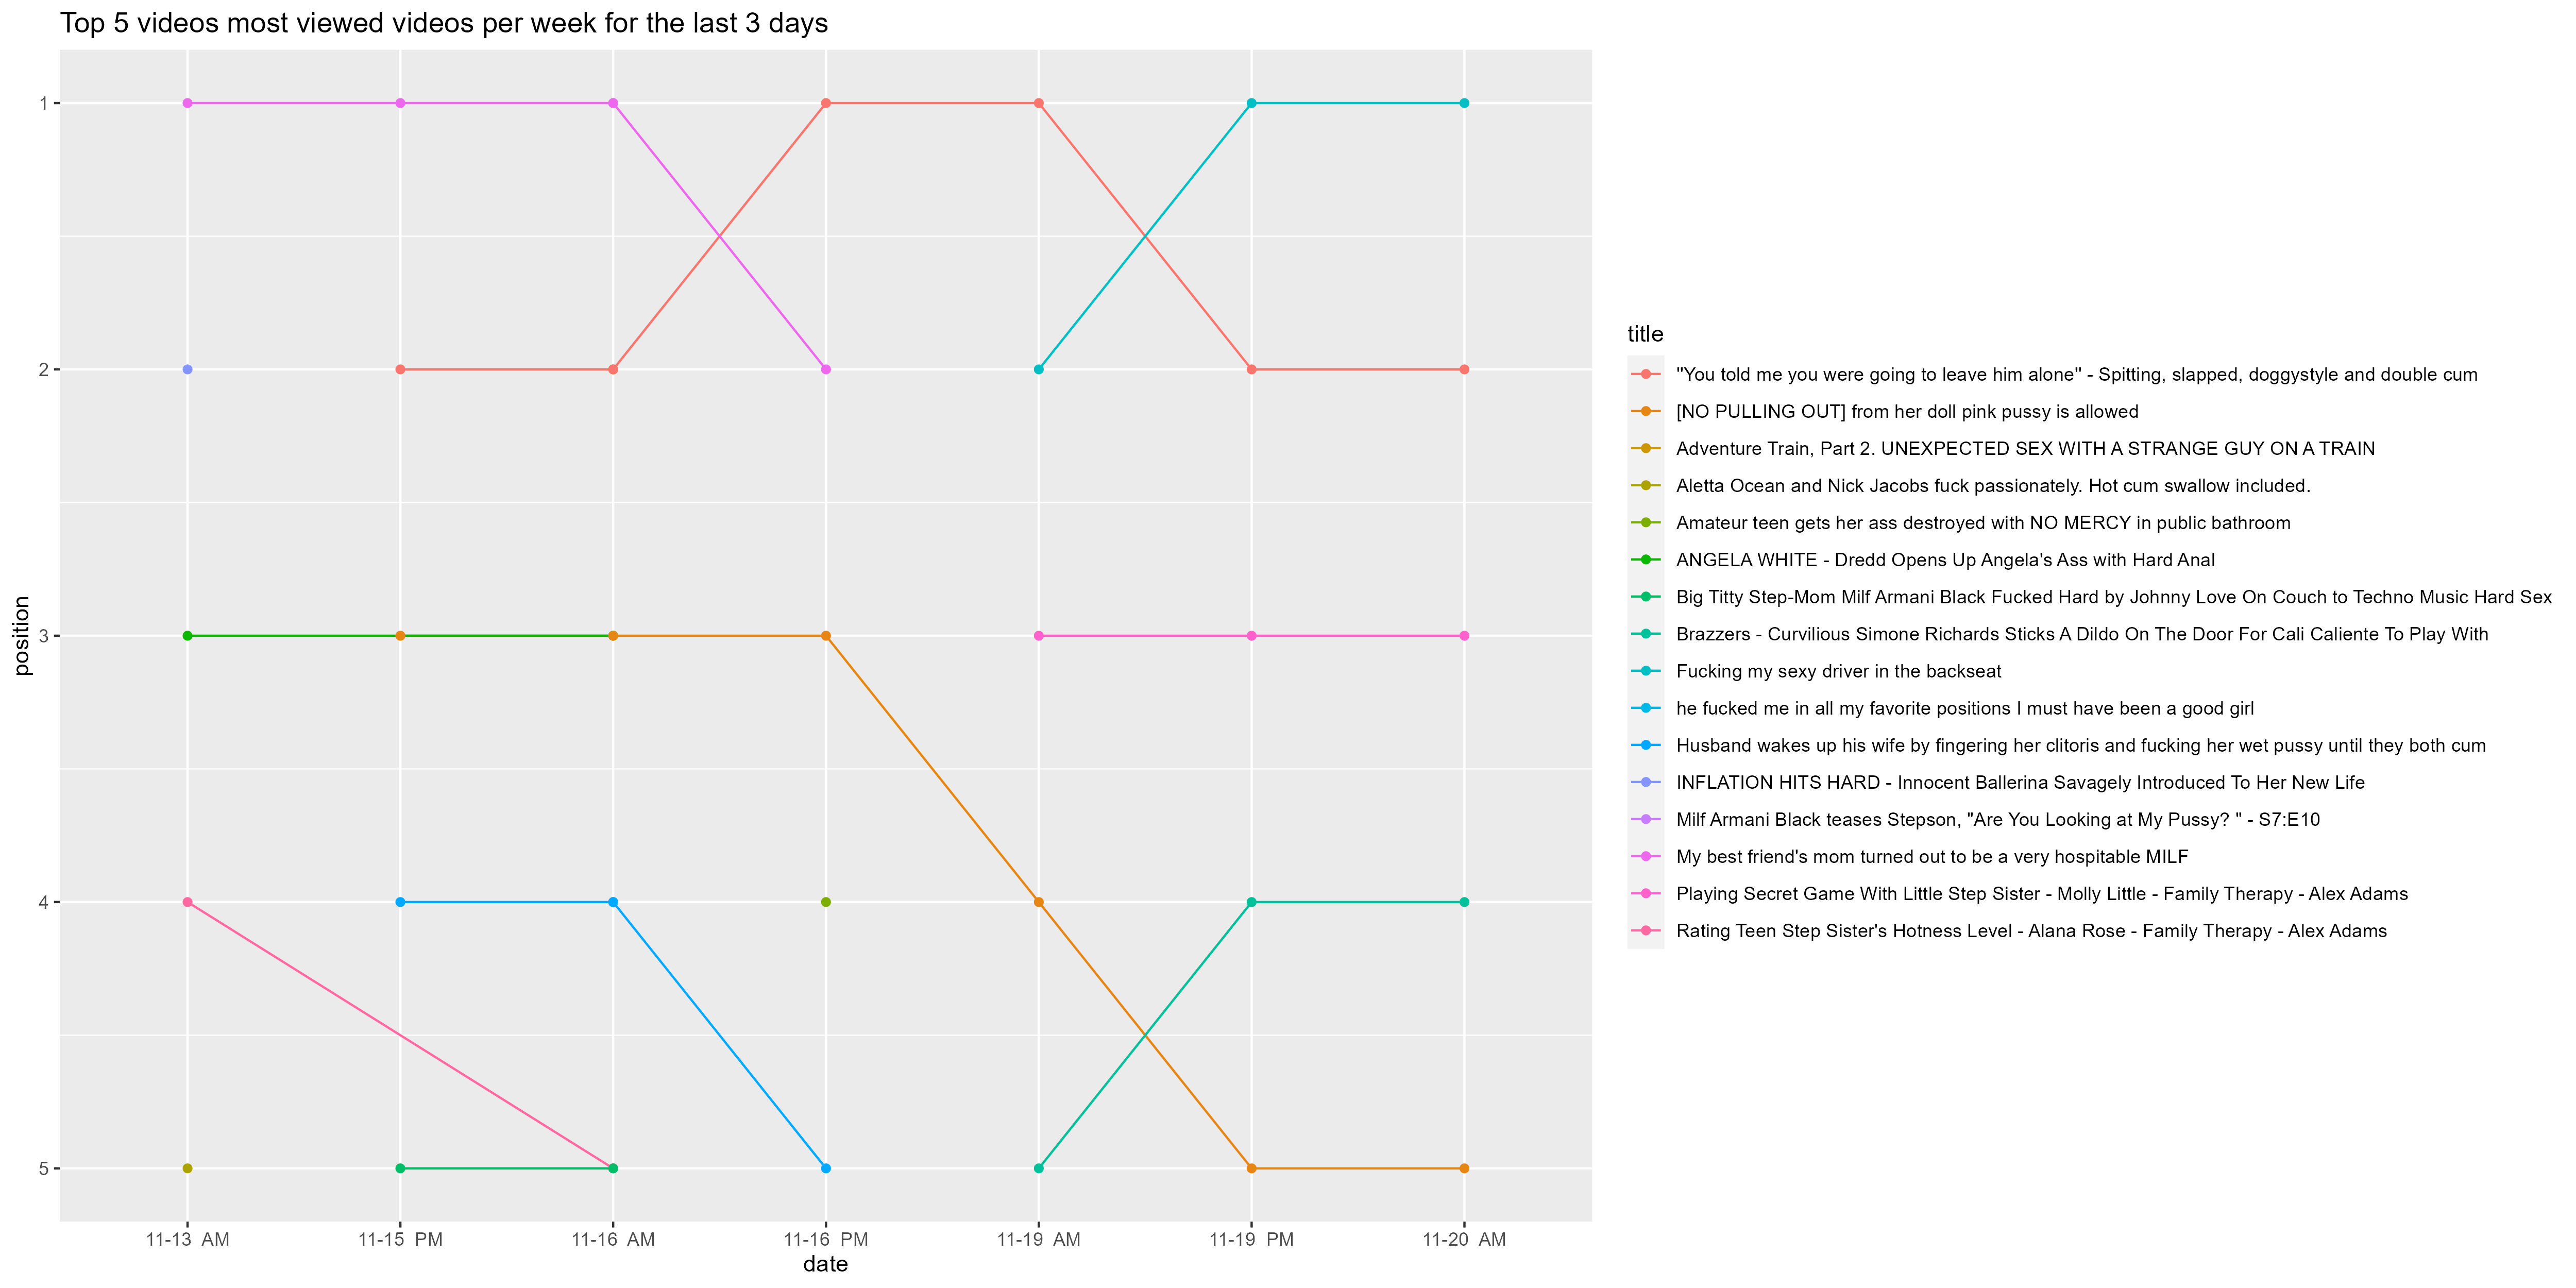 Top 5 videos most viewed videos per week for the last 3 days
position
1
2
3
4
5
11-13 AM
11-15 PM
11-16 AM
11-16 PM
11-19 AM
11-19 PM
11-20 AM
date
title
"You told me you were going to leave him alone" - Spitting, slapped, doggystyle and double cum
[NO PULLING OUT] from her doll pink pussy is allowed
Adventure Train, Part 2. UNEXPECTED SEX WITH A STRANGE GUY ON A TRAIN
Aletta Ocean and Nick Jacobs fuck passionately. Hot cum swallow included.
Amateur teen gets her ass destroyed with NO MERCY in public bathroom
ANGELA WHITE - Dredd Opens Up Angela's Ass with Hard Anal
Big Titty Step-Mom Milf Armani Black Fucked Hard by Johnny Love On Couch to Techno Music Hard Sex
Brazzers - Curvilious Simone Richards Sticks A Dildo On The Door For Cali Caliente To Play With
Fucking my sexy driver in the backseat
he fucked me in all my favorite positions I must have been a good girl
Husband wakes up his wife by fingering her clitoris and fucking her wet pussy until they both cum
INFLATION HITS HARD - Innocent Ballerina Savagely Introduced To Her New Life
Milf Armani Black teases Stepson, "Are You Looking at My Pussy? " - S7:E10
My best friend's mom turned out to be a very hospitable MILF
Playing Secret Game With Little Step Sister - Molly Little - Family Therapy - Alex Adams
Rating Teen Step Sister's Hotness Level - Alana Rose - Family Therapy - Alex Adams